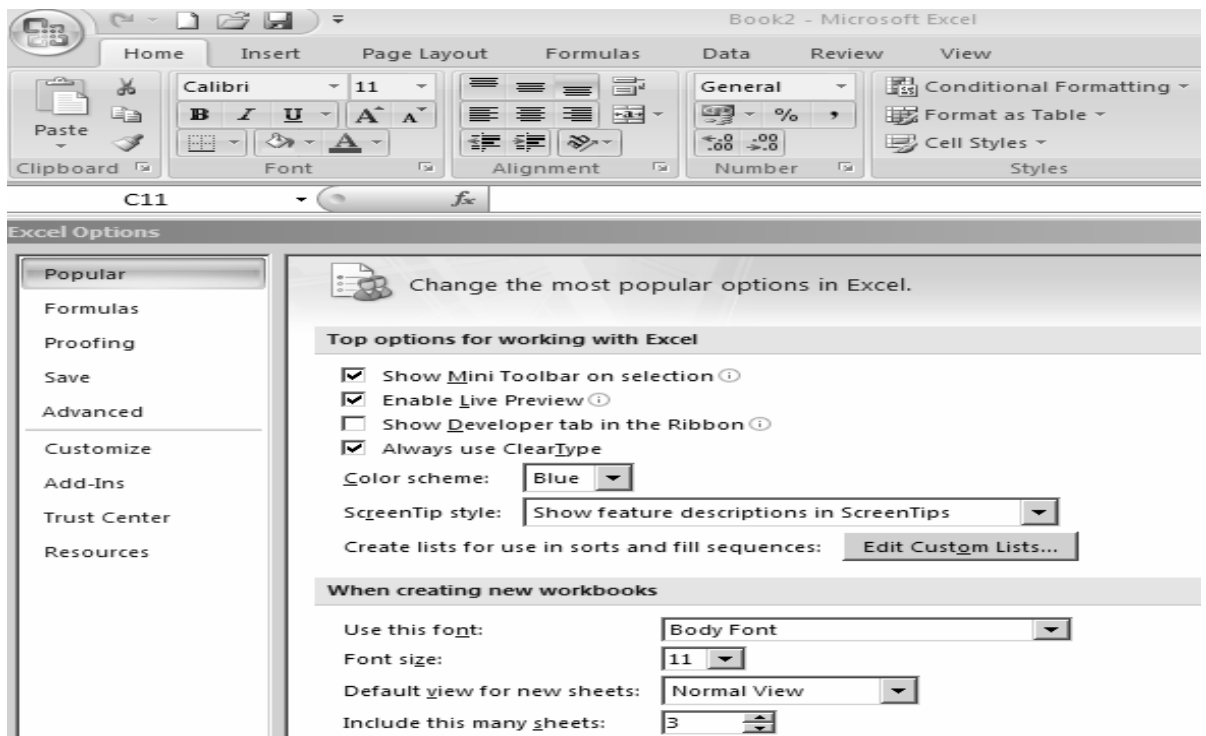 Book2 - Microsoft Excel
Home Insert Page Layout Formulas Data Review View
Calibri 11 General Conditional Formatting
B I U A A % , Format as Table
Paste A .0 .00 .00 .0 Cell Styles
Clipboard Font Alignment Number Styles
C11 fx
Excel Options
Popular
Formulas
Proofing
Save
Advanced
Customize
Add-Ins
Trust Center
Resources
Change the most popular options in Excel.
Top options for working with Excel
Show Mini Toolbar on selection
Enable Live Preview
Show Developer tab in the Ribbon
Always use ClearType
Color scheme: Blue
ScreenTip style: Show feature descriptions in ScreenTips
Create lists for use in sorts and fill sequences: Edit Custom Lists...
When creating new workbooks
Use this font: Body Font
Font size: 11
Default view for new sheets: Normal View
Include this many sheets: 3